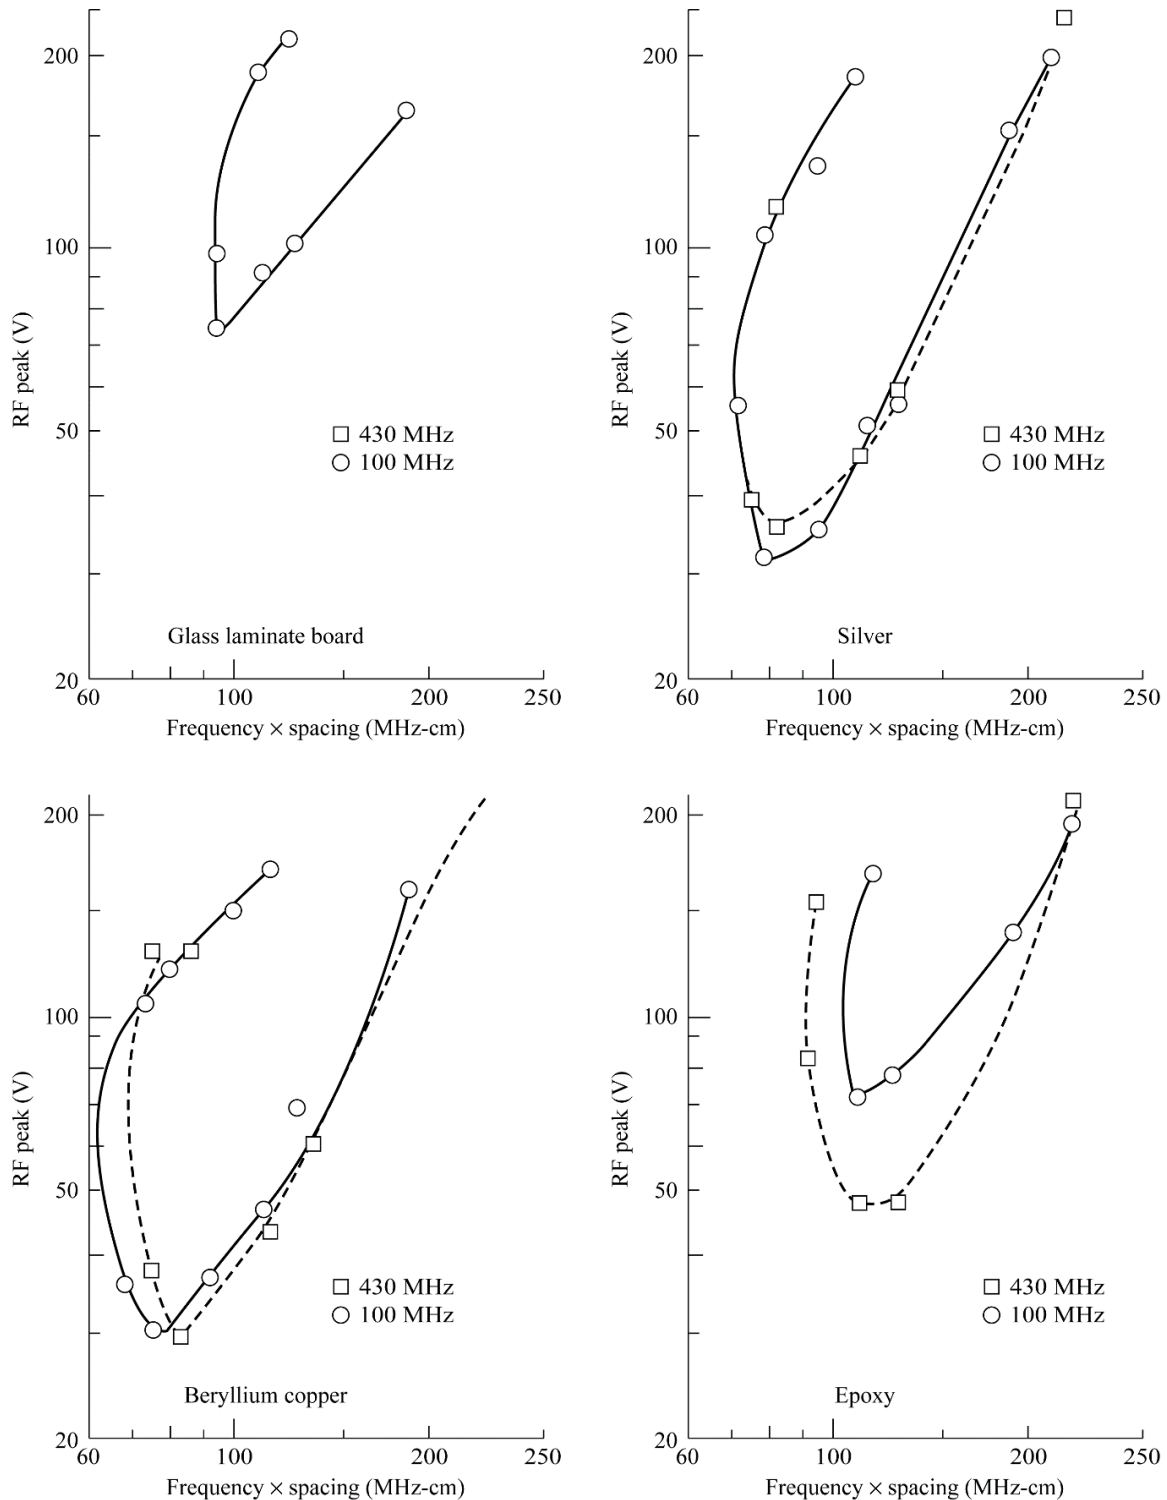 200
100
50
20
RF peak (V)
430 MHz
100 MHz
Glass laminate board
60 100 200 250
Frequency × spacing (MHz-cm)
200
100
50
20
RF peak (V)
430 MHz
100 MHz
Silver
60 100 200 250
Frequency × spacing (MHz-cm)
200
100
50
20
RF peak (V)
430 MHz
100 MHz
Beryllium copper
60 100 200 250
Frequency × spacing (MHz-cm)
200
100
50
20
RF peak (V)
430 MHz
100 MHz
Epoxy
60 100 200 250
Frequency × spacing (MHz-cm)